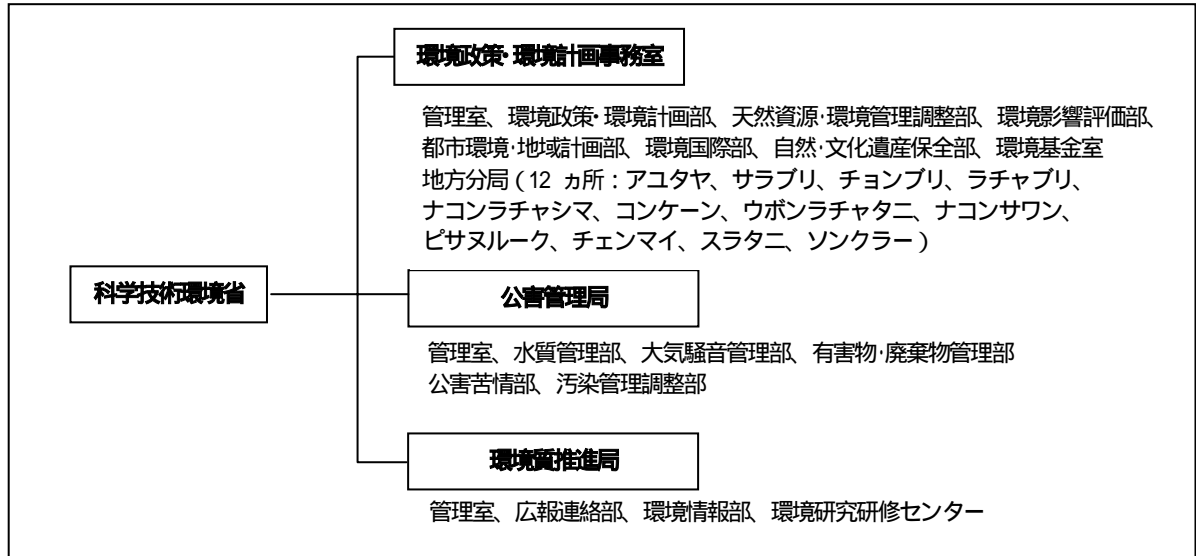 環境政策・環境計画事務室
管理室、環境政策・環境計画部、天然資源・環境管理調整部、環境影響評価部、
都市環境・地域計画部、環境国際部、自然・文化遺産保全部、環境基金室
地方分局（12 ヵ所：アユタヤ、サラブリ、チョンブリ、ラチャブリ、
ナコンラチャシマ、コンケーン、ウボンラチャタニ、ナコンサワン、
ピサヌルーク、チェンマイ、スラタニ、ソンクラー）
科学技術環境省
公害管理局
管理室、水質管理部、大気騒音管理部、有害物・廃棄物管理部
公害苦情部、汚染管理調整部
環境質推進局
管理室、広報連絡部、環境情報部、環境研究研修センター